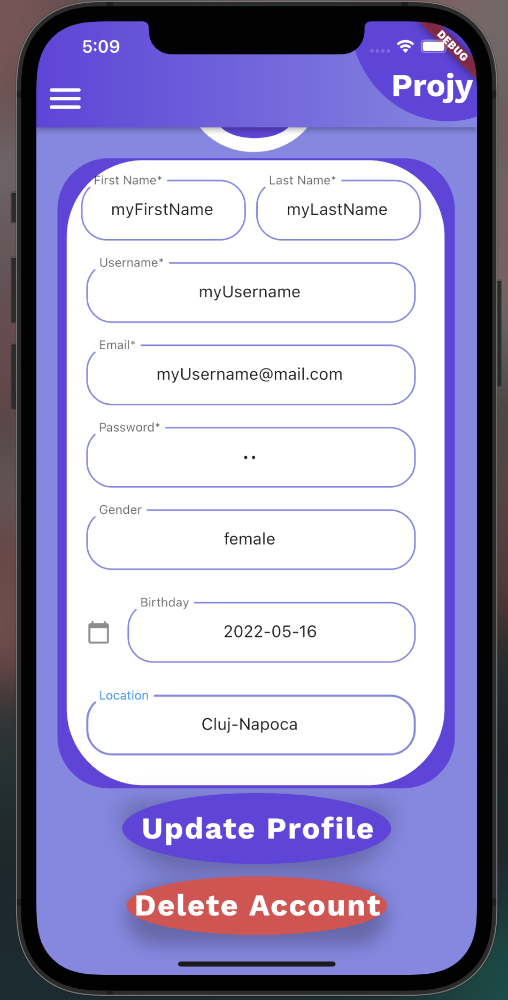 5:09
DEBUG
Projy
First Name*
Last Name*
myFirstName
myLastName
Username*
myUsername
Email*
myUsername@mail.com
Password*
••
Gender
female
Birthday
2022-05-16
Location
Cluj-Napoca
Update Profile
Delete Account